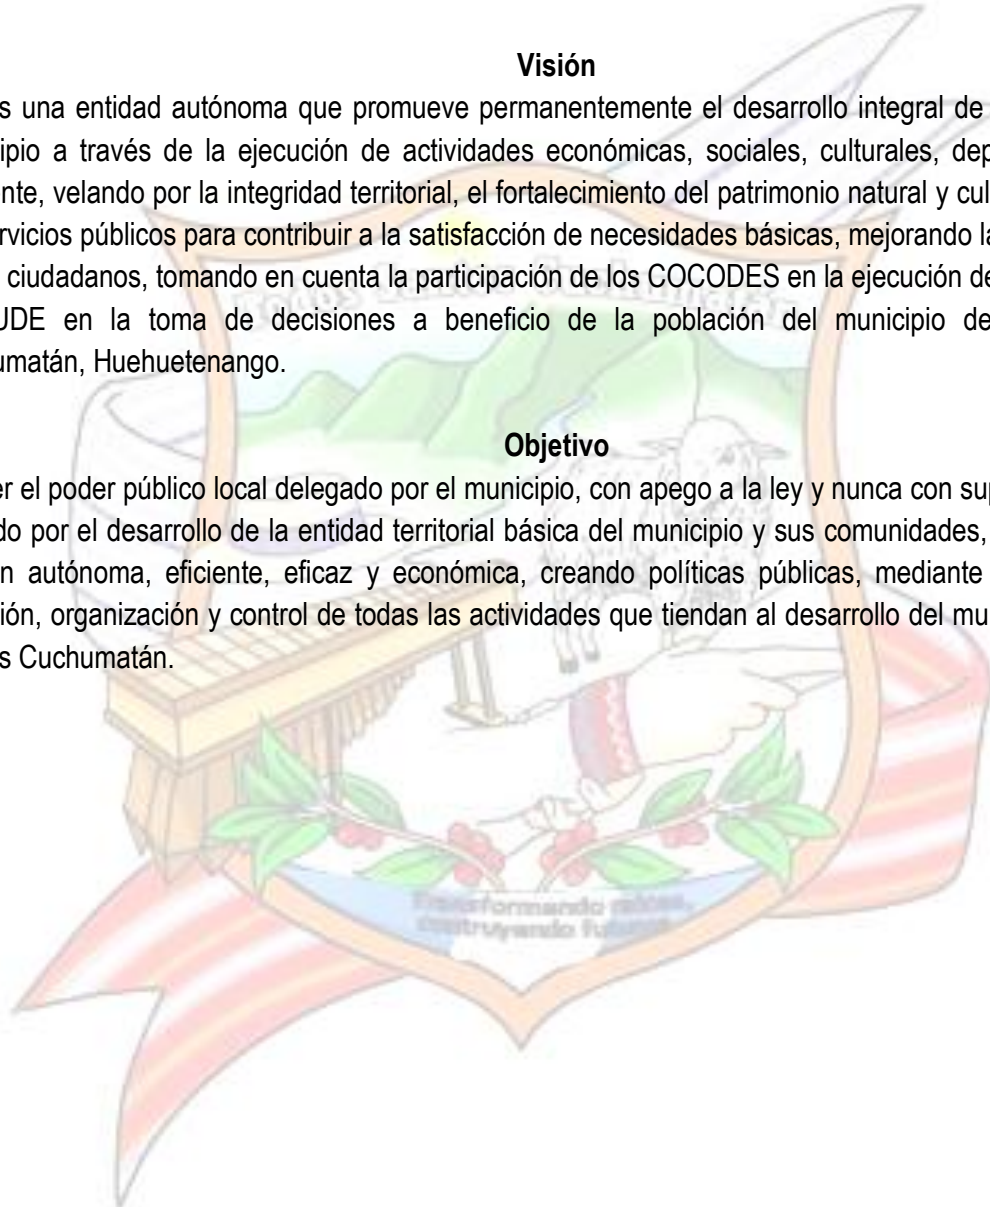 Visión
s una entidad autónoma que promueve permanentemente el desarrollo integral de
ipio a través de la ejecución de actividades económicas, sociales, culturales, dep
nte, velando por la integridad territorial, el fortalecimiento del patrimonio natural y cul
rvicios públicos para contribuir a la satisfacción de necesidades básicas, mejorando la
ciudadanos, tomando en cuenta la participación de los COCODES en la ejecución de
UDE en la toma de decisiones a beneficio de la población del municipio de
umatán, Huehuetenango.
Objetivo
er el poder público local delegado por el municipio, con apego a la ley y nunca con sup
do por el desarrollo de la entidad territorial básica del municipio y sus comunidades,
n autónoma, eficiente, eficaz y económica, creando políticas públicas, mediante
ión, organización y control de todas las actividades que tiendan al desarrollo del mu
s Cuchumatán.
Transformando
construyendo